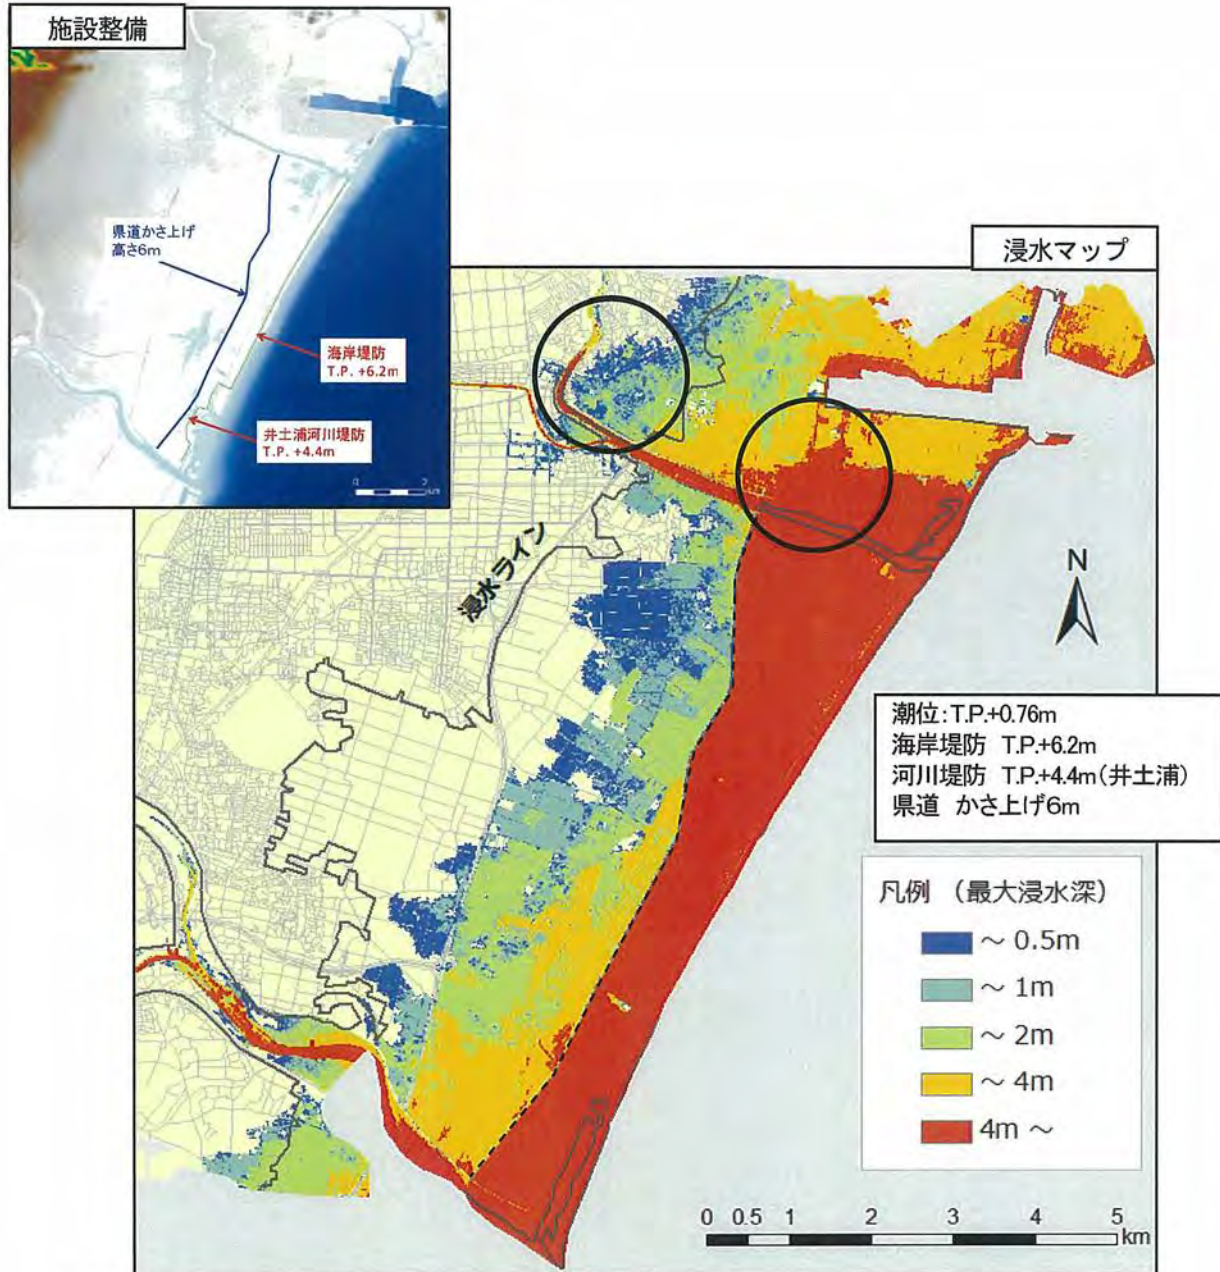 施設整備
県道かさ上げ
高さ6m
海岸堤防
T.P. +6.2m
井土浦河川堤防
T.P. +4.4m
0 2
km
浸水マップ
浸水ライン
N
潮位:T.P.+0.76m
海岸堤防 T.P.+6.2m
河川堤防 T.P.+4.4m(井土浦)
県道 かさ上げ6m
凡例 (最大浸水深)
~ 0.5m
~ 1m
~ 2m
~ 4m
4m ~
0 0.5 1 2 3 4 5
km